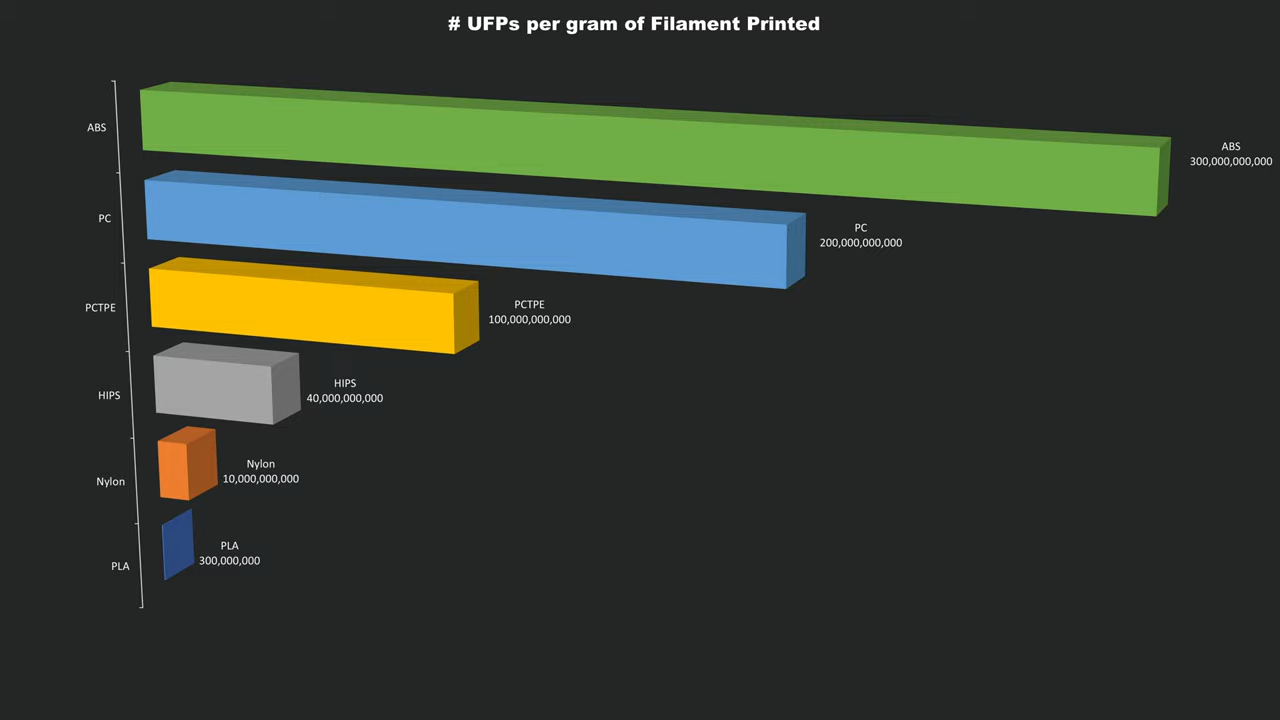 # UFPs per gram of Filament Printed
ABS
ABS
300,000,000,000
PC
PC
200,000,000,000
PCTPE
PCTPE
100,000,000,000
HIPS
HIPS
40,000,000,000
Nylon
Nylon
10,000,000,000
PLA
PLA
300,000,000